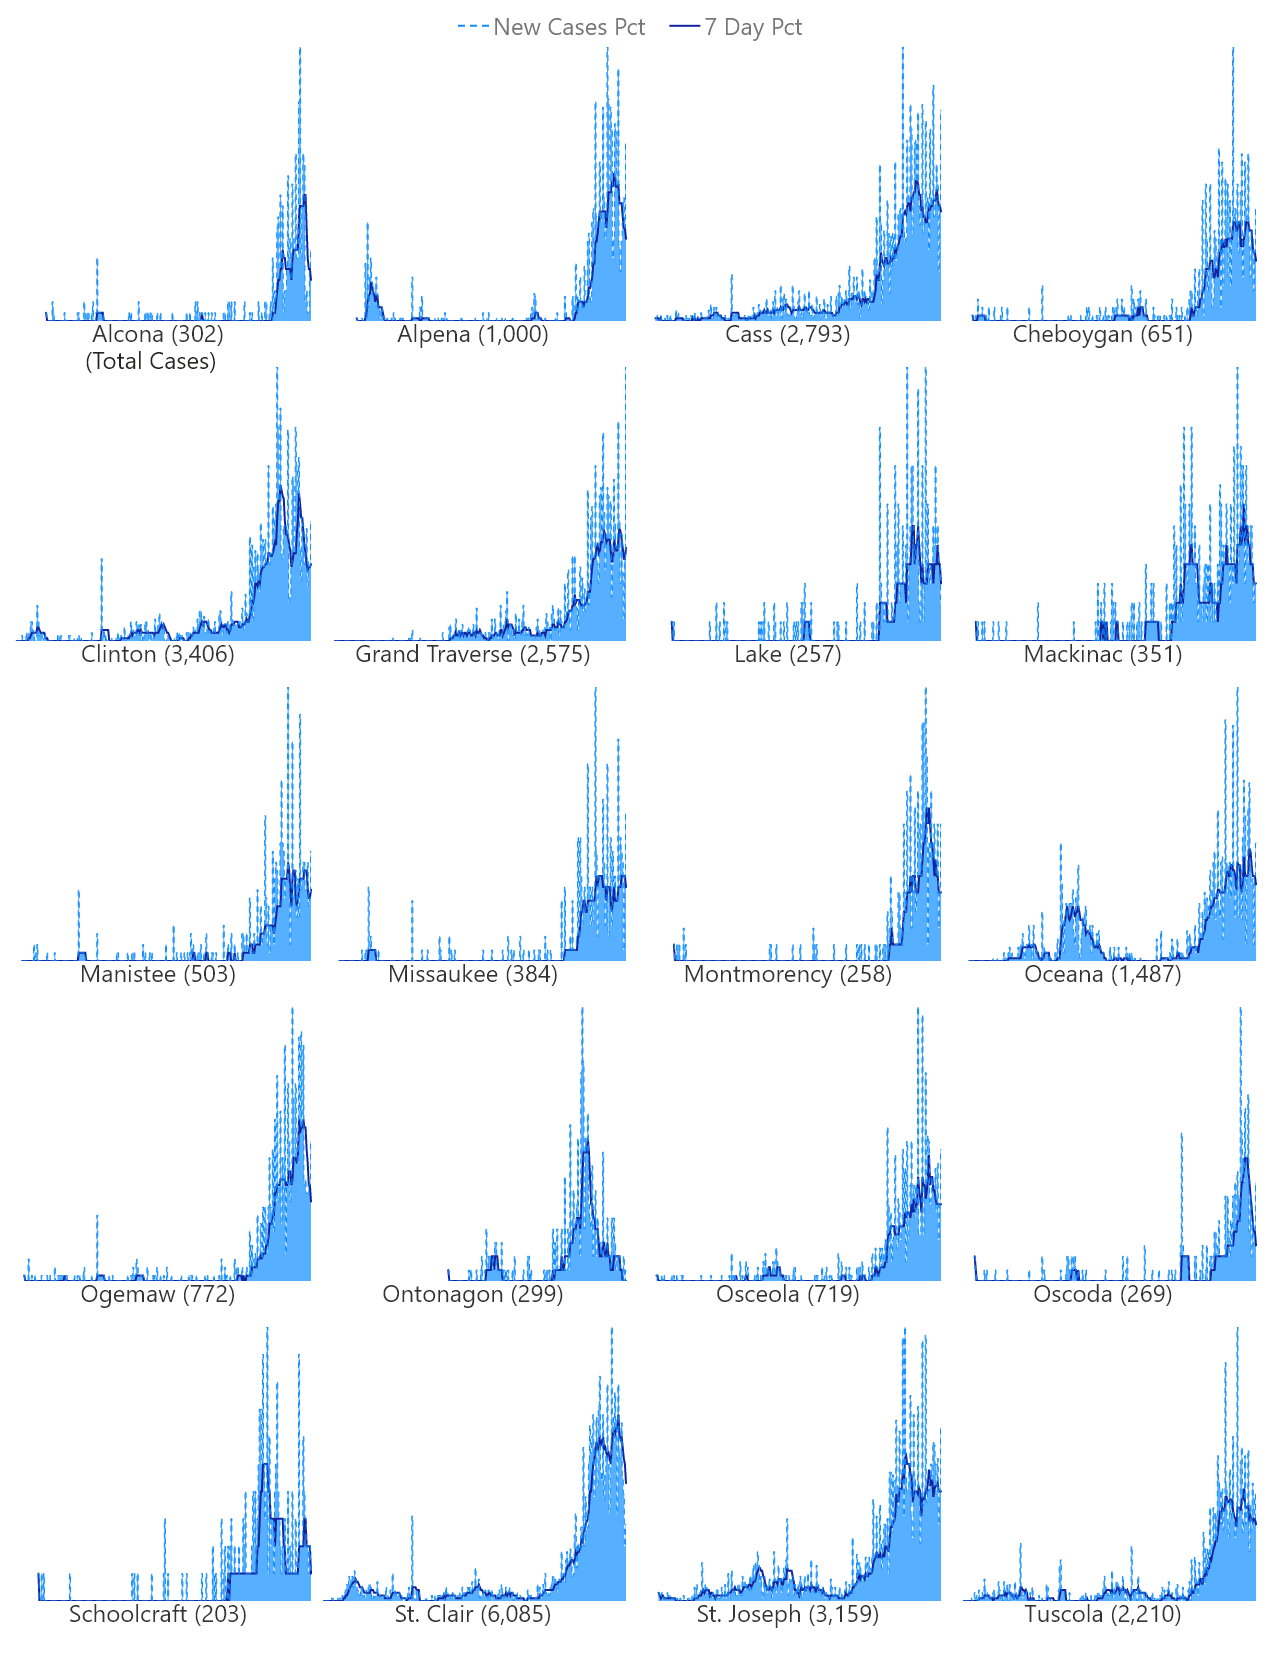 New Cases Pct 7 Day Pct
Alcona (302) Alpena (1,000) Cass (2,793) Cheboygan (651)
(Total Cases)
Clinton (3,406) Grand Traverse (2,575) Lake (257) Mackinac (351)
Manistee (503) Missaukee (384) Montmorency (258) Oceana (1,487)
Ogemaw (772) Ontonagon (299) Osceola (719) Oscoda (269)
Schoolcraft (203) St. Clair (6,085) St. Joseph (3,159) Tuscola (2,210)